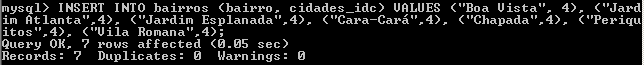 mysql> INSERT INTO bairros (bairro, cidades_idc) VALUES ("Boa Vista", 4), ("Jard
im Atlanta",4), ("Jardim Esplanada",4), ("Cara-Cará",4), ("Chapada",4), ("Periqu
itos",4), ("Vila Romana",4);
Query OK, 7 rows affected (0.05 sec)
Records: 7  Duplicates: 0  Warnings: 0